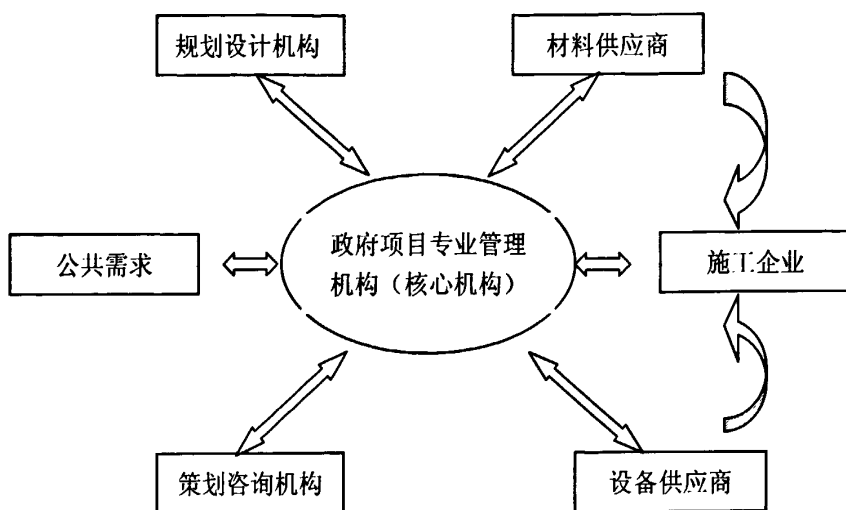 规划设计机构
材料供应商
公共需求
政府项目专业管理
机构（核心机构）
施工企业
策划咨询机构
设备供应商